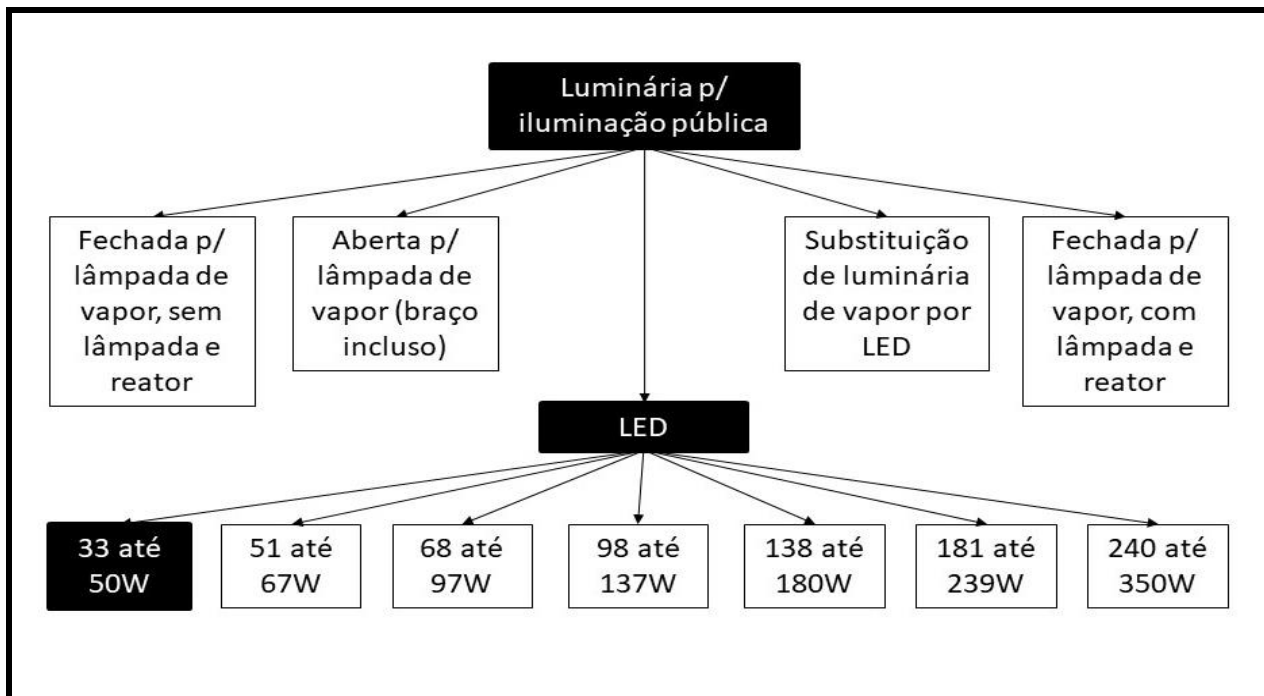 Luminária p/
iluminação pública
Fechada p/
lâmpada de
vapor, sem
lâmpada e
reator
Aberta p/
lâmpada de
vapor (braço
incluso)
Substituição
de luminária
de vapor por
LED
Fechada p/
lâmpada de
vapor, com
lâmpada e
reator
LED
33 até
50W
51 até
67W
68 até
97W
98 até
137W
138 até
180W
181 até
239W
240 até
350W